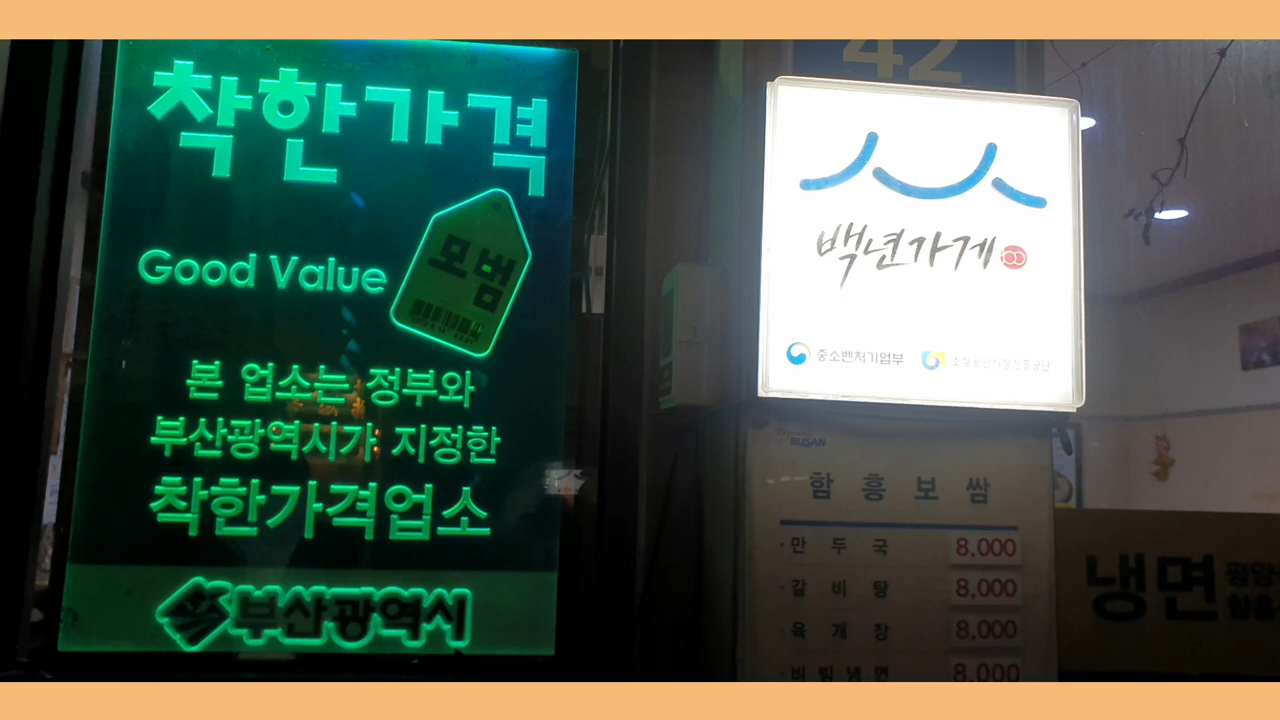 착한가격
Good Value
모범
본 업소는 정부와
부산광역시가 지정한
착한가격업소
부산광역시
42
백년가게
중소벤처기업부
소상공인시장진흥공단
BUSAN
함흥보쌈
만두국 8,000
갈비탕 8,000
육개장 8,000
비빔냉면 8,000
냉면